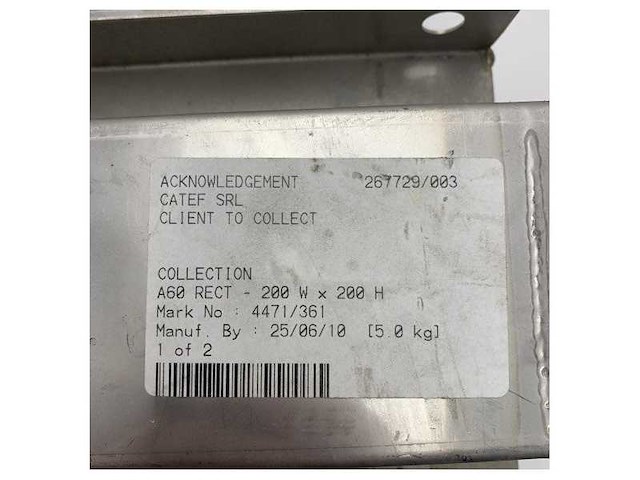 ACKNOWLEDGEMENT 267729/003
CATEF SRL
CLIENT TO COLLECT
COLLECTION
A60 RECT - 200 W x 200 H
Mark No : 4471/361
Manuf. By : 25/06/10 [5.0 kg]
1 of 2